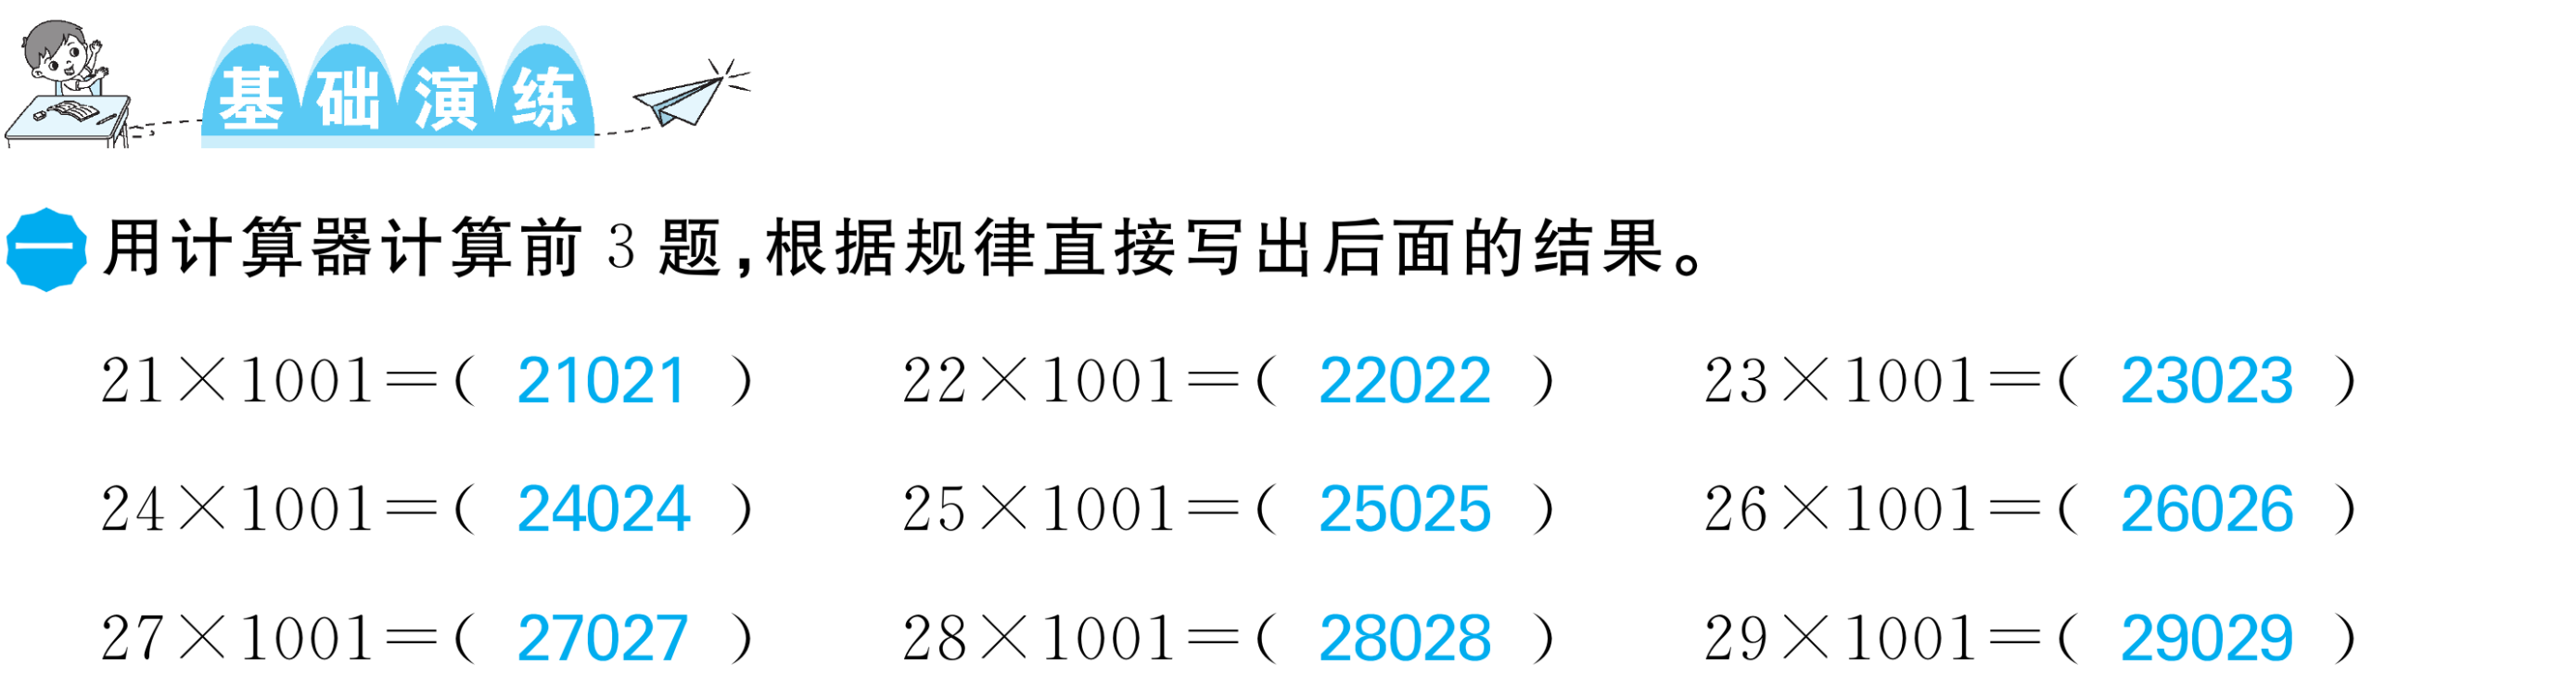 基础演练
一 用计算器计算前 3 题,根据规律直接写出后面的结果。
21×1001=( 21021 ) 22×1001=( 22022 ) 23×1001=( 23023 )
24×1001=( 24024 ) 25×1001=( 25025 ) 26×1001=( 26026 )
27×1001=( 27027 ) 28×1001=( 28028 ) 29×1001=( 29029 )